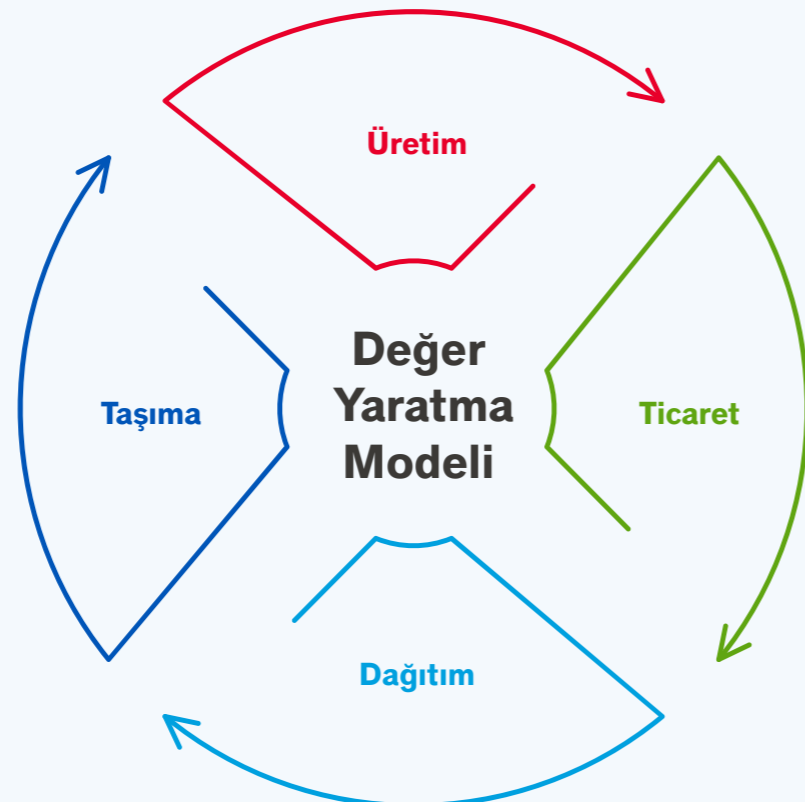 Üretim
Değer
Yaratma
Modeli
Taşıma
Ticaret
Dağıtım